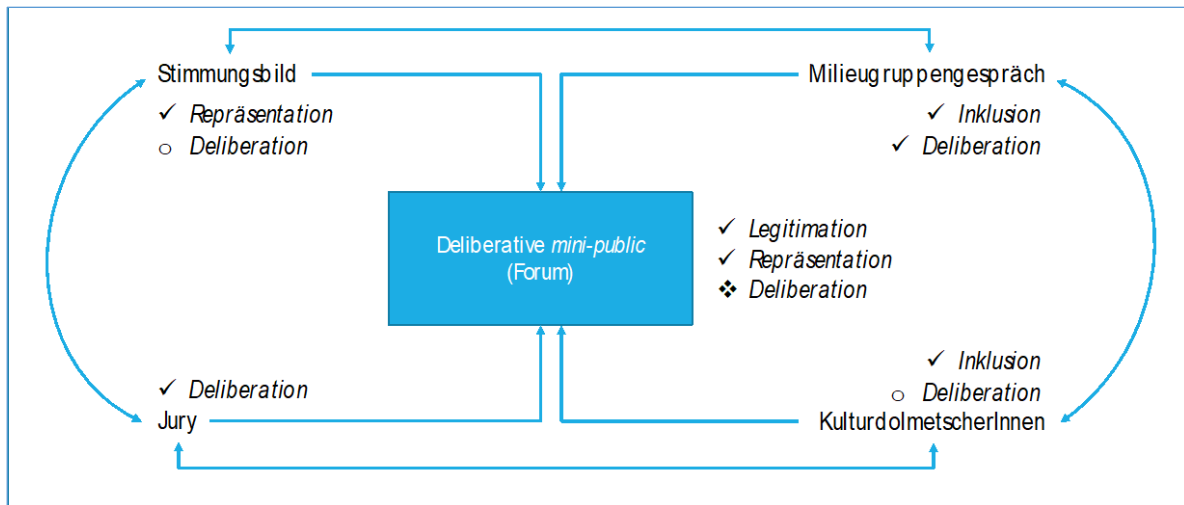 Stimmungsbild
✓ Repräsentation
o Deliberation
Milieugruppengespräch
✓ Inklusion
✓ Deliberation
Deliberative mini-public
(Forum)
✓ Legitimation
✓ Repräsentation
❖ Deliberation
✓ Deliberation
Jury
✓ Inklusion
o Deliberation
KulturdolmetscherInnen